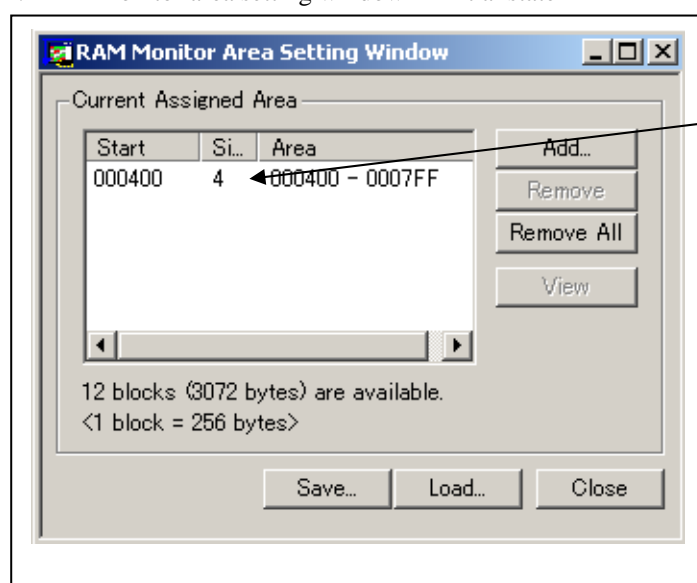 RAM Monitor Area Setting Window
Current Assigned Area
Start Si... Area
000400 4 000400 - 0007FF
Add...
Remove
Remove All
View
12 blocks (3072 bytes) are available.
<1 block = 256 bytes>
Save... Load... Close